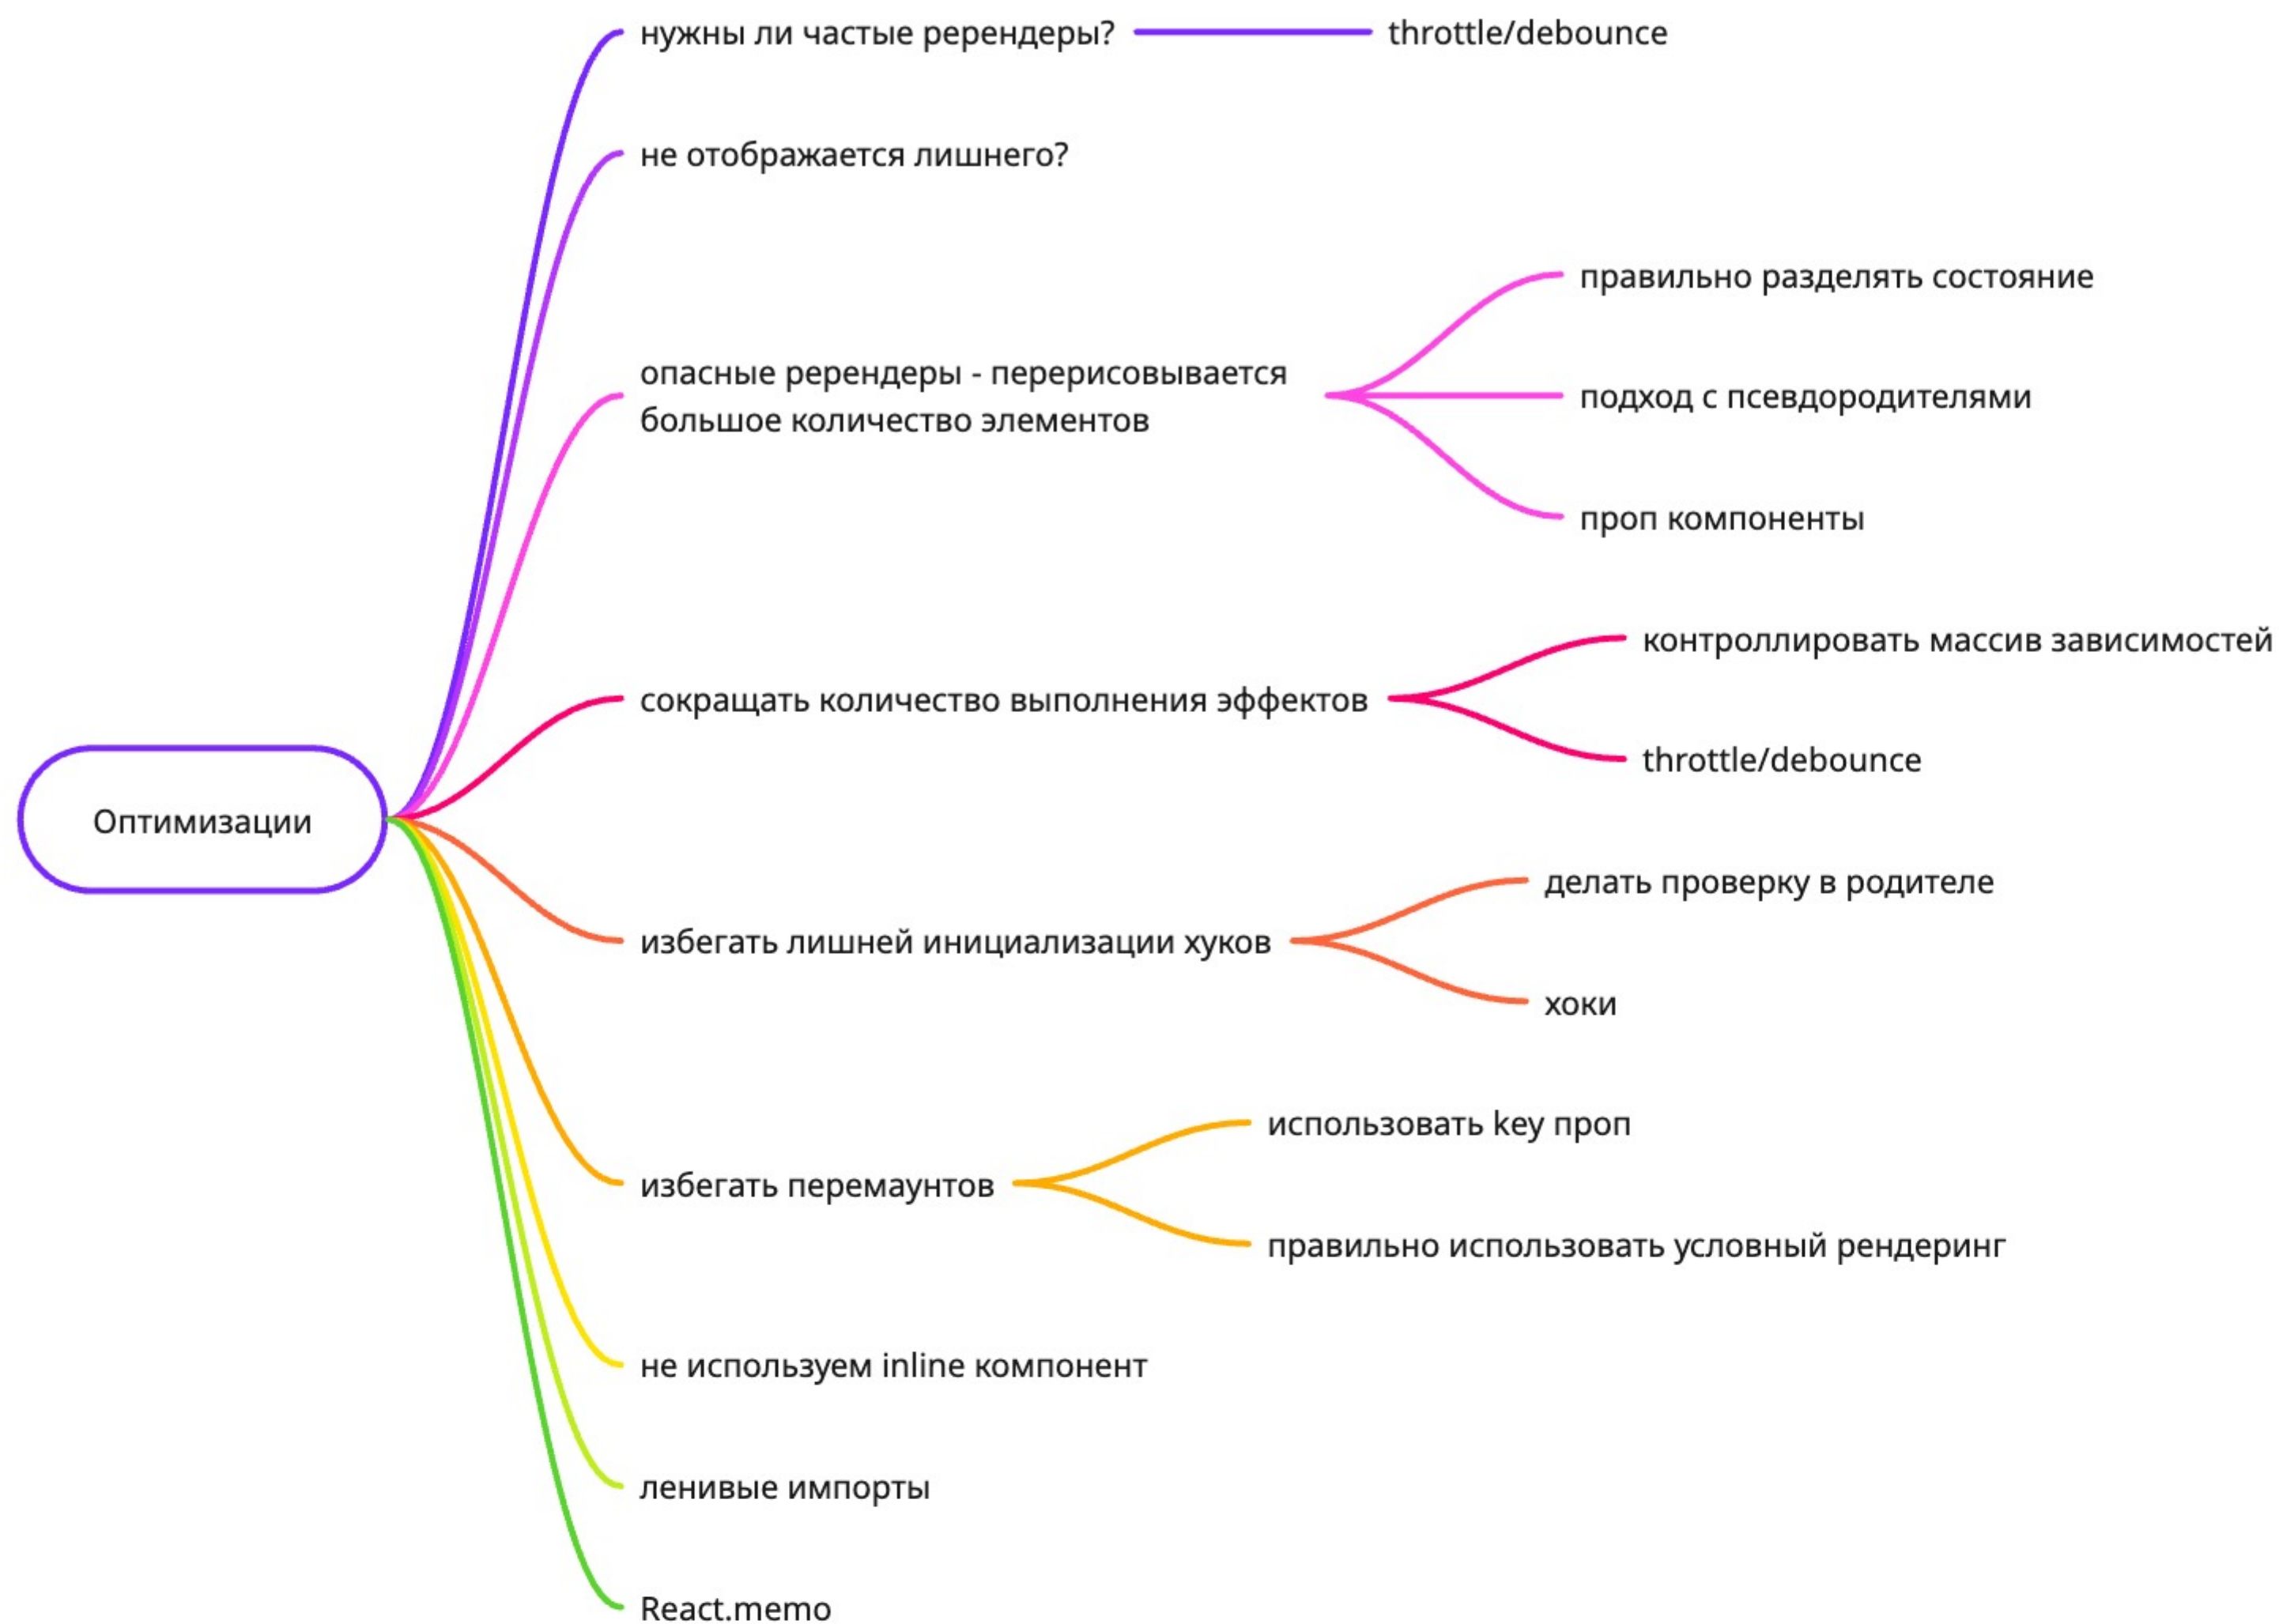 нужны ли частые ререндеры?
throttle/debounce
не отображается лишнего?
опасные ререндеры - перерисовывается
большое количество элементов
правильно разделять состояние
подход с псевдородителями
проп компоненты
сокращать количество выполнения эффектов
контроллировать массив зависимостей
throttle/debounce
Оптимизации
избегать лишней инициализации хуков
делать проверку в родителе
хоки
избегать перемаунтов
использовать key проп
правильно использовать условный рендеринг
не используем inline компонент
ленивые импорты
React.memo